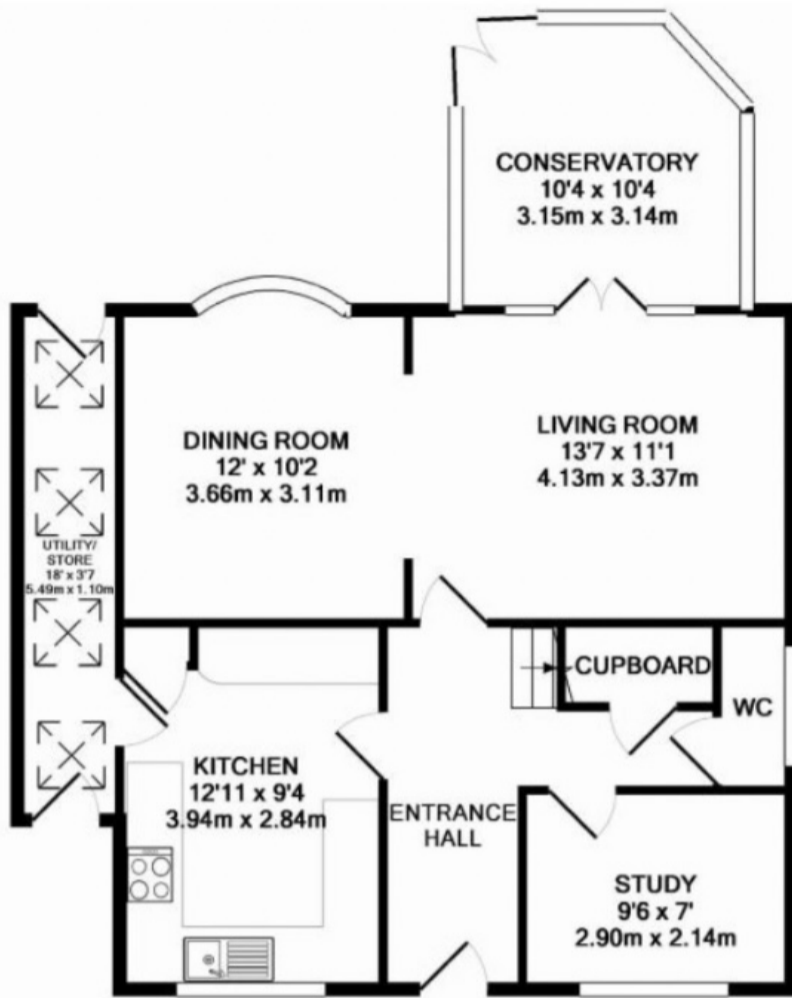 CONSERVATORY
10'4 x 10'4
3.15m x 3.14m
DINING ROOM
12' x 10'2
3.66m x 3.11m
LIVING ROOM
13'7 x 11'1
4.13m x 3.37m
UTILITY/
STORE
18' x 3'7
5.49m x 1.10m
CUPBOARD
WC
KITCHEN
12'11 x 9'4
3.94m x 2.84m
ENTRANCE
HALL
STUDY
9'6 x 7'
2.90m x 2.14m